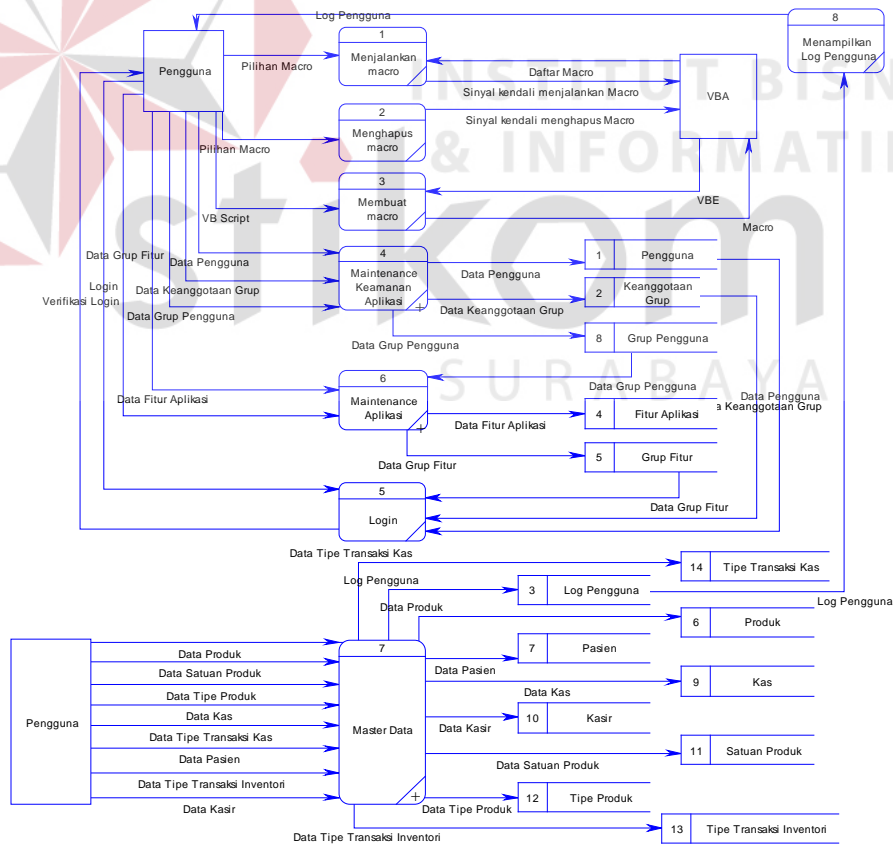 Log Pengguna
8
Menampilkan
Log Pengguna
Pengguna
Pilihan Macro
1
Menjalankan
macro
Daftar Macro
Sinyal kendali menjalankan Macro
VBA
INSTITUT BISN
2
Menghapus
macro
Pilihan Macro
Sinyal kendali menghapus Macro
& INFORMATI
3
Membuat
macro
VB Script
VBE
Macro
stikom
SURABAYA
Data Grup Fitur
Data Pengguna
Login
Verifikasi Login
Data Keanggotaan Grup
Data Grup Pengguna
4
Maintenance
Keamanan
Aplikasi
+
Data Pengguna
1
Pengguna
Data Keanggotaan Grup
2
Keanggotaan
Grup
Data Grup Pengguna
8
Grup Pengguna
6
Maintenance
Aplikasi
+
Data Grup Pengguna
Data Fitur Aplikasi
Data Pengguna
a Keanggotaan Grup
Data Fitur Aplikasi
4
Fitur Aplikasi
Data Grup Fitur
5
Grup Fitur
5
Login
Data Grup Fitur
Data Tipe Transaksi Kas
14
Tipe Transaksi Kas
Log Pengguna
3
Log Pengguna
Log Pengguna
Data Produk
6
Produk
Pengguna
Data Produk
Data Satuan Produk
Data Tipe Produk
Data Kas
Data Tipe Transaksi Kas
Data Pasien
Data Tipe Transaksi Inventori
Data Kasir
7
Master Data
+
Data Pasien
7
Pasien
Data Kas
9
Kas
Data Kasir
10
Kasir
Data Satuan Produk
11
Satuan Produk
Data Tipe Produk
12
Tipe Produk
Data Tipe Transaksi Inventori
13
Tipe Transaksi Inventori